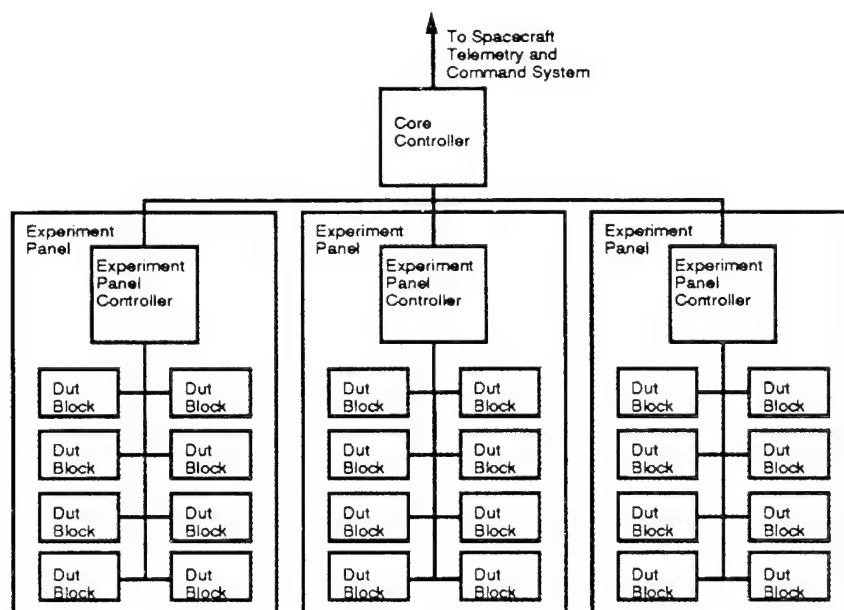 To Spacecraft
Telemetry and
Command System
Core
Controller
Experiment
Panel
Experiment
Panel
Controller
Dut
Block
Dut
Block
Dut
Block
Dut
Block
Dut
Block
Dut
Block
Dut
Block
Dut
Block
Experiment
Panel
Experiment
Panel
Controller
Dut
Block
Dut
Block
Dut
Block
Dut
Block
Dut
Block
Dut
Block
Dut
Block
Dut
Block
Experiment
Panel
Experiment
Panel
Controller
Dut
Block
Dut
Block
Dut
Block
Dut
Block
Dut
Block
Dut
Block
Dut
Block
Dut
Block